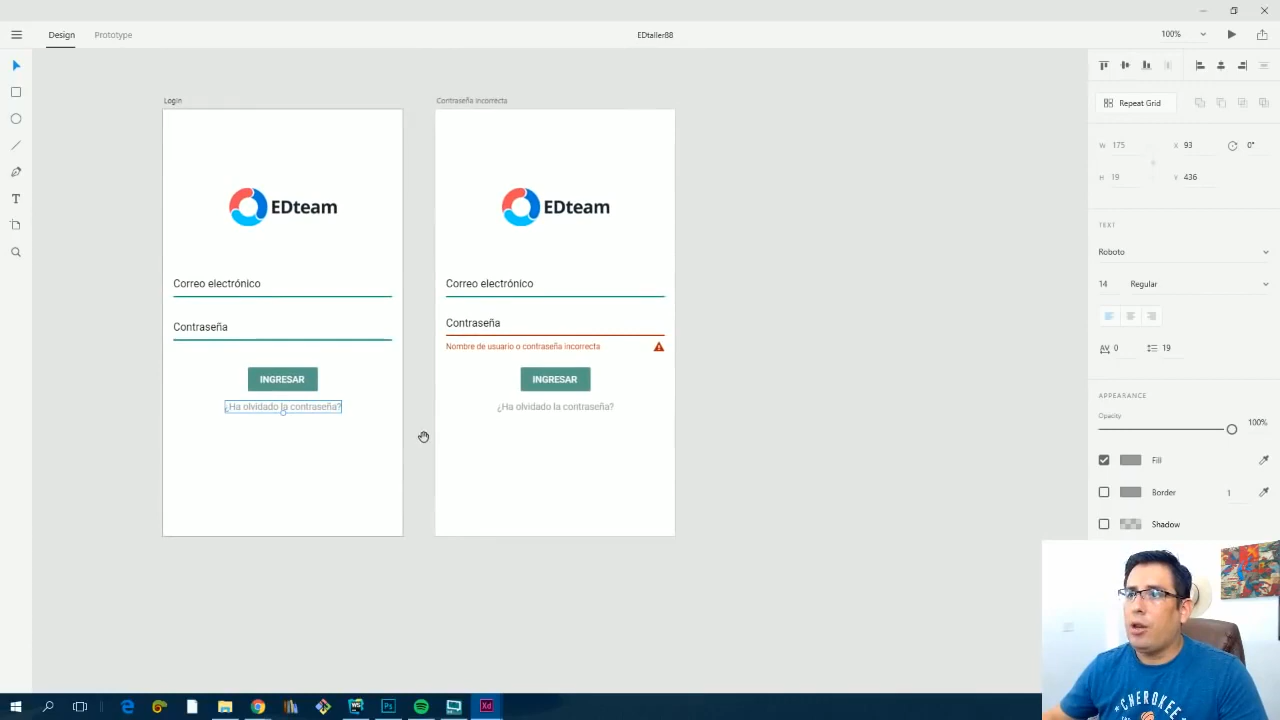 Design
Prototype
EDtaller88
100%
Login
Contraseña incorrecta
Repeat Grid
W 175
X 93
0°
H 19
Y 436
EDteam
EDteam
TEXT
Roboto
Correo electrónico
Correo electrónico
14 Regular
Contraseña
Contraseña
Nombre de usuario o contraseña incorrecta
0
19
INGRESAR
INGRESAR
¿Ha olvidado la contraseña?
¿Ha olvidado la contraseña?
APPEARANCE
Opacity
100%
Fill
Border 1
Shadow
CHEROKEE
Ps
Xd